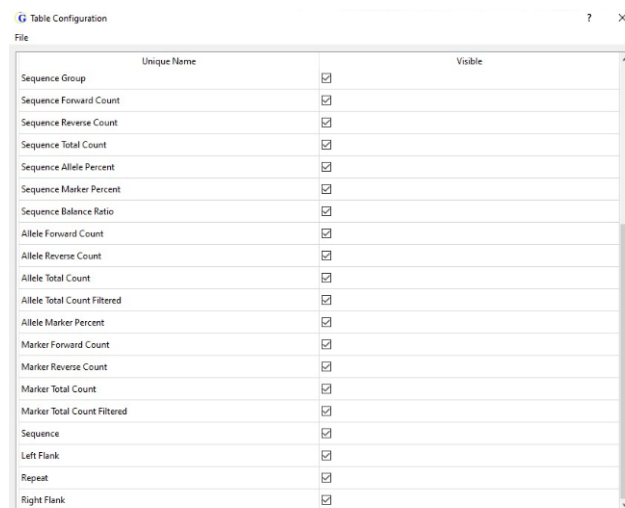 G Table Configuration ? X
File
Unique Name Visible
Sequence Group
Sequence Forward Count
Sequence Reverse Count
Sequence Total Count
Sequence Allele Percent
Sequence Marker Percent
Sequence Balance Ratio
Allele Forward Count
Allele Reverse Count
Allele Total Count
Allele Total Count Filtered
Allele Marker Percent
Marker Forward Count
Marker Reverse Count
Marker Total Count
Marker Total Count Filtered
Sequence
Left Flank
Repeat
Right Flank